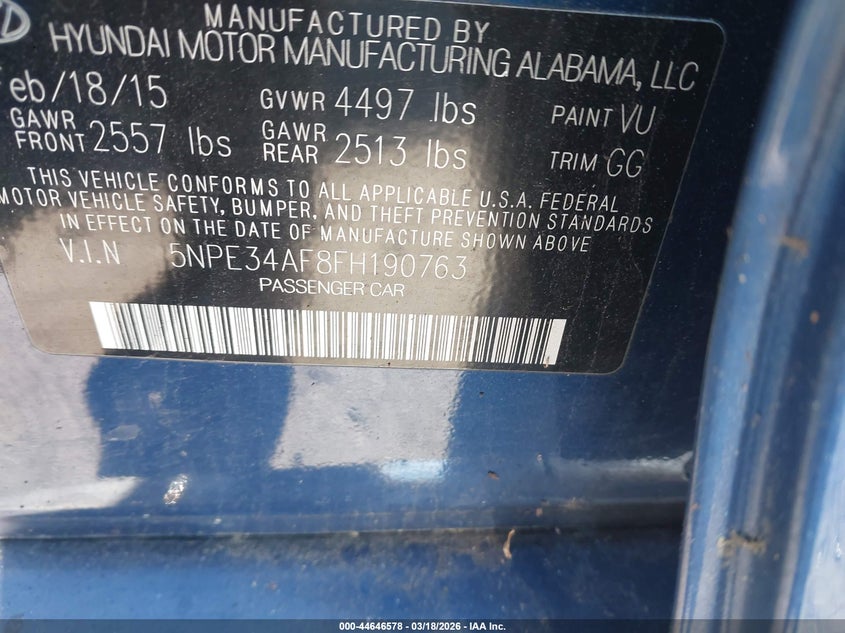 MANUFACTURED BY
HYUNDAI MOTOR MANUFACTURING ALABAMA, LLC
eb/18/15 GVWR 4497 lbs PAINT VU
GAWR FRONT 2557 lbs GAWR REAR 2513 lbs TRIM GG
THIS VEHICLE CONFORMS TO ALL APPLICABLE U.S.A. FEDERAL
MOTOR VEHICLE SAFETY, BUMPER, AND THEFT PREVENTION STANDARDS
IN EFFECT ON THE DATE OF MANUFACTURE SHOWN ABOVE
V.I.N 5NPE34AF8FH190763
PASSENGER CAR
000-44646578 — 03/18/2026 — IAA Inc.